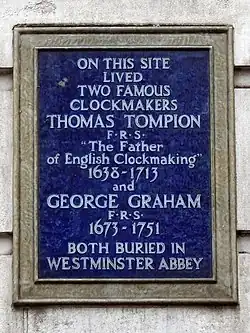 ON THIS SITE
LIVED
TWO FAMOUS
CLOCKMAKERS
THOMAS TOMPION
F·R·S·
"The Father
of English Clockmaking"
1638-1713
and
GEORGE GRAHAM
F·R·S
1673-1751
BOTH BURIED IN
WESTMINSTER ABBEY